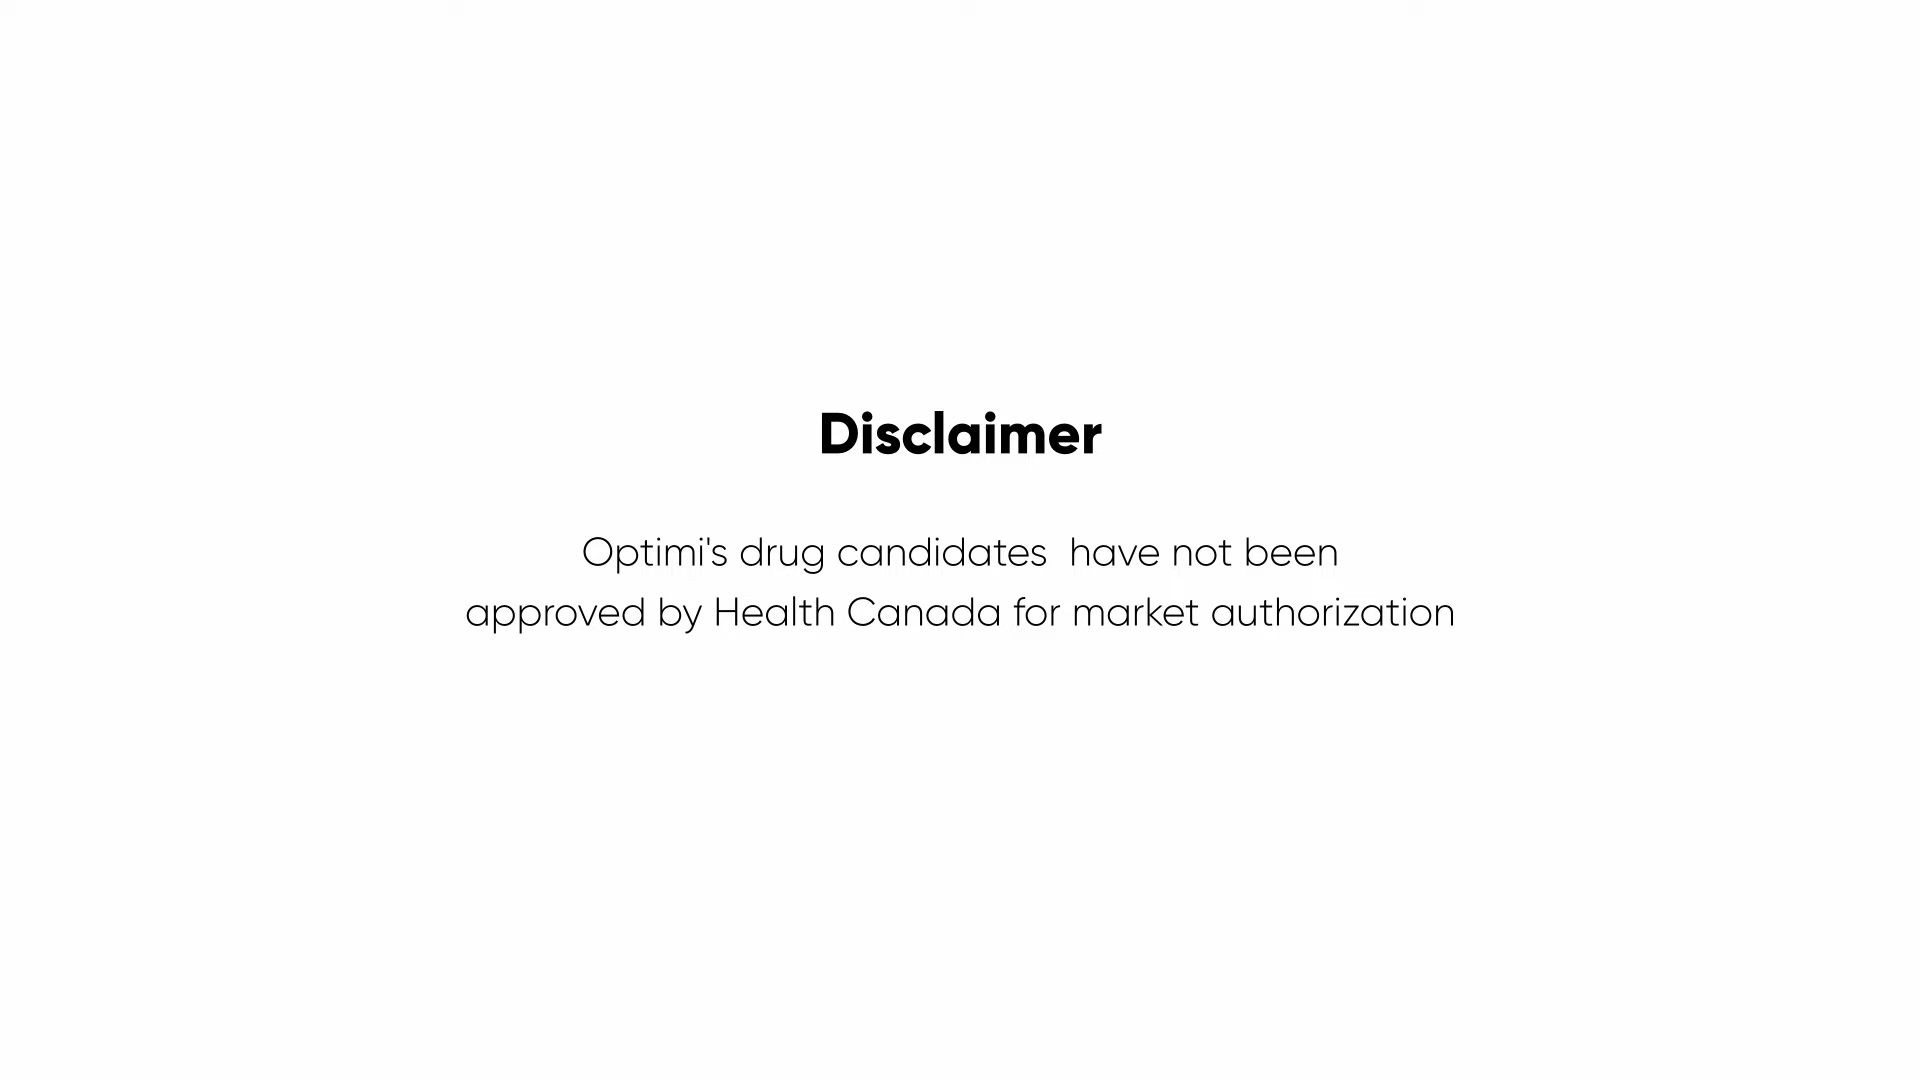 Disclaimer
Optimi's drug candidates  have not been
approved by Health Canada for market authorization